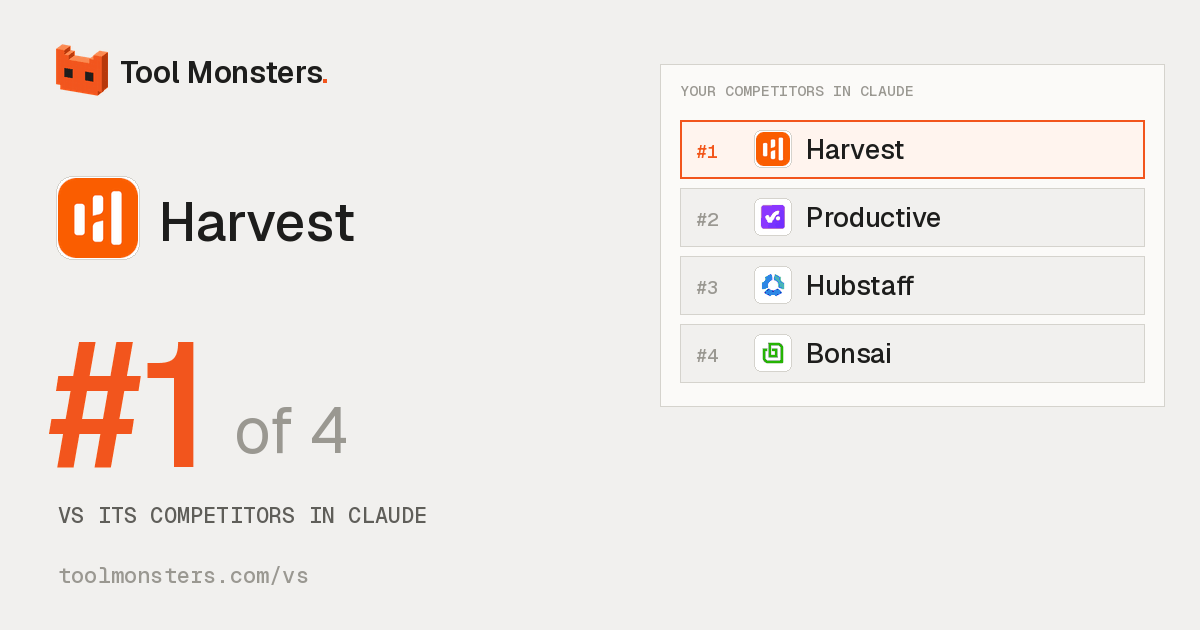 Tool Monsters.
Harvest
#1 of 4
VS ITS COMPETITORS IN CLAUDE
toolmonsters.com/vs
YOUR COMPETITORS IN CLAUDE
#1 Harvest
#2 Productive
#3 Hubstaff
#4 Bonsai